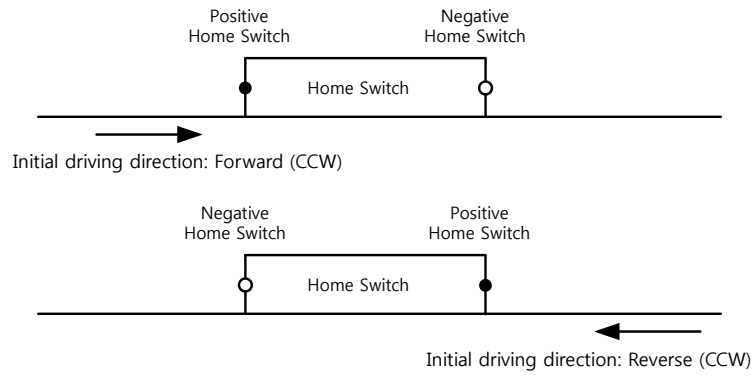 Positive
Home Switch
Negative
Home Switch
Home Switch
Initial driving direction: Forward (CCW)
Negative
Home Switch
Positive
Home Switch
Home Switch
Initial driving direction: Reverse (CCW)